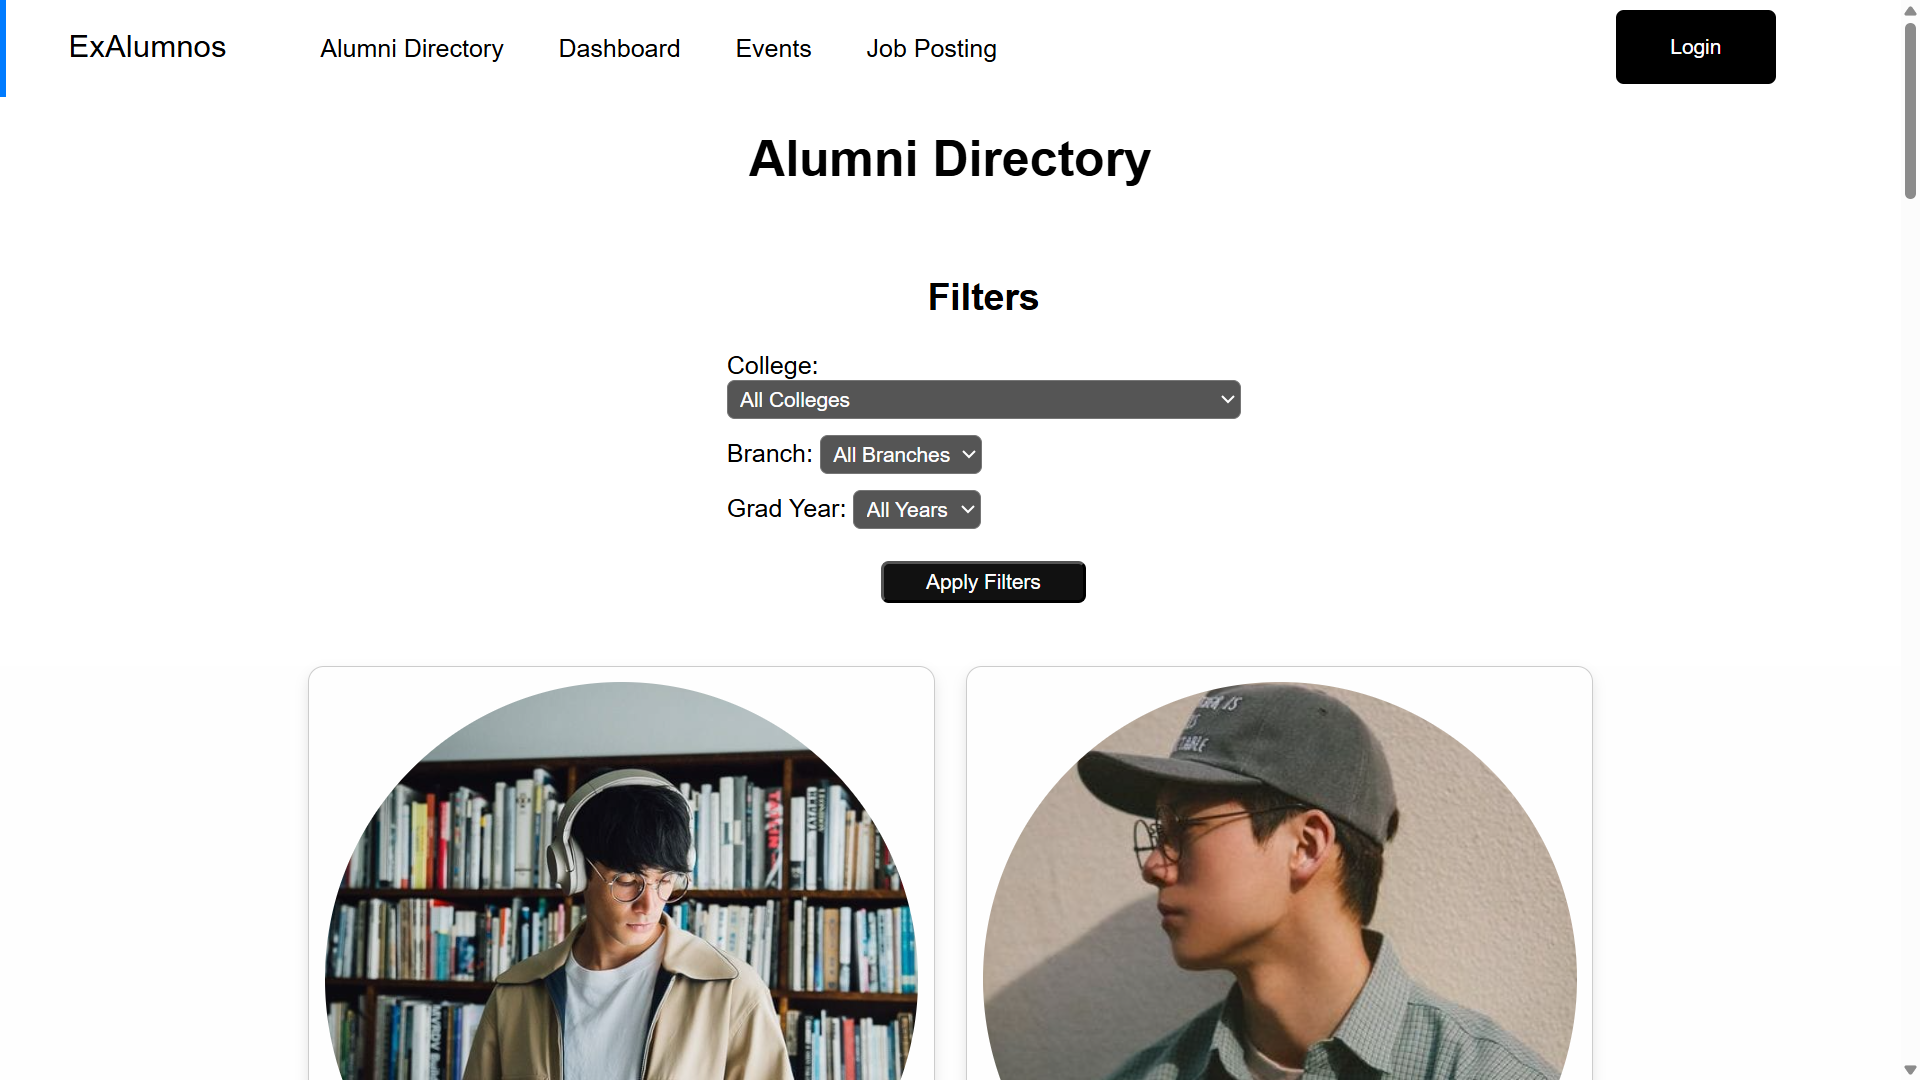 ExAlumnos
Alumni Directory
Dashboard
Events
Job Posting
Login
Alumni Directory
Filters
College:
All Colleges
Branch: All Branches
Grad Year: All Years
Apply Filters
IS